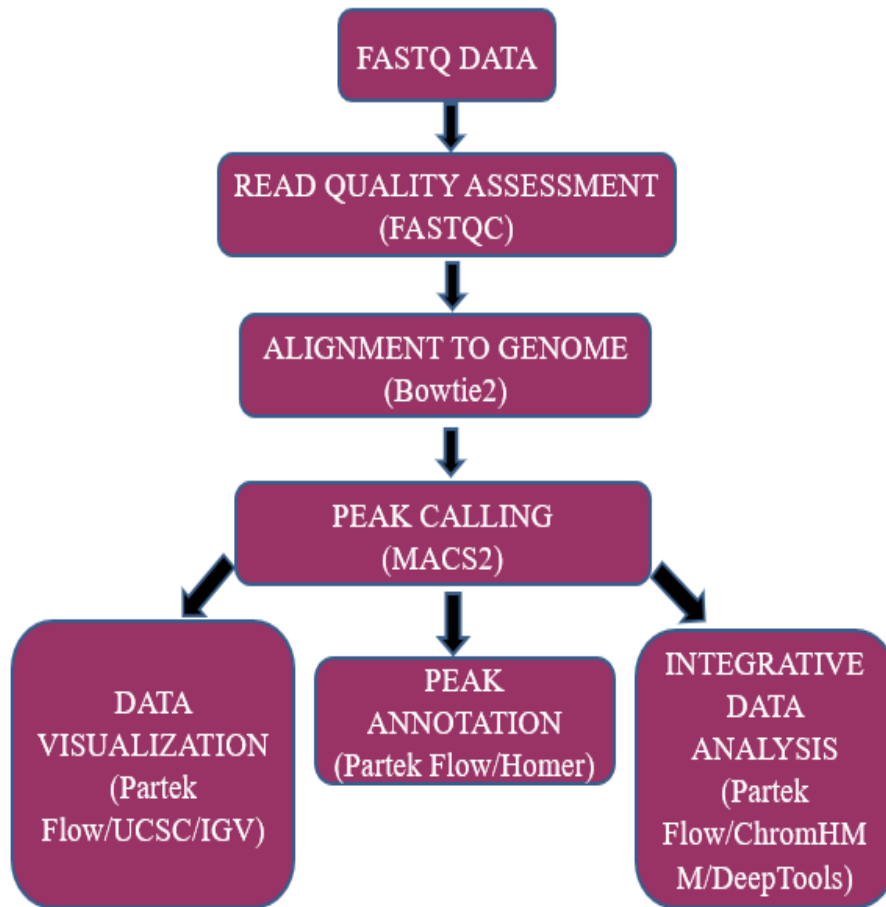 FASTQ DATA
READ QUALITY ASSESSMENT
(FASTQC)
ALIGNMENT TO GENOME
(Bowtie2)
PEAK CALLING
(MACS2)
DATA
VISUALIZATION
(Partek
Flow/UCSC/IGV)
PEAK
ANNOTATION
(Partek Flow/Homer)
INTEGRATIVE
DATA
ANALYSIS
(Partek
Flow/ChromHM
M/DeepTools)